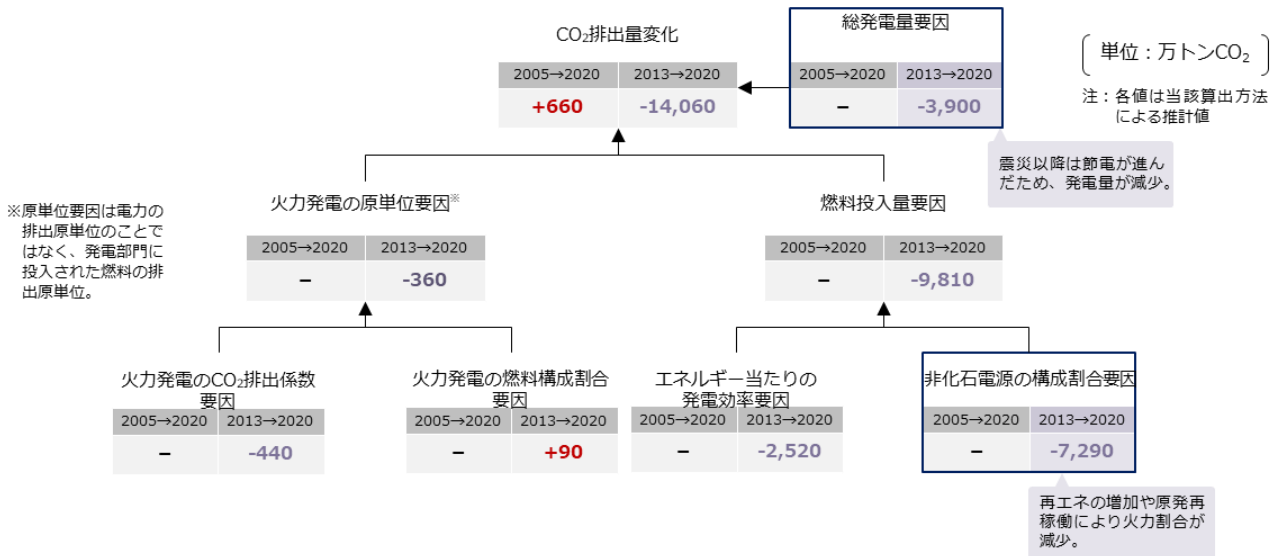 CO₂排出量変化
2005→2020 2013→2020
+660 -14,060
総発電量要因
2005→2020 2013→2020
– -3,900
単位：万トンCO₂
注：各値は当該算出方法
による推計値
震災以降は節電が進ん
だため、発電量が減少。
※原単位要因は電力の
排出原単位のことで
はなく、発電部門に
投入された燃料の排
出原単位。
火力発電の原単位要因※
2005→2020 2013→2020
– -360
燃料投入量要因
2005→2020 2013→2020
– -9,810
火力発電のCO₂排出係数
要因
2005→2020 2013→2020
– -440
火力発電の燃料構成割合
要因
2005→2020 2013→2020
– +90
エネルギー当たりの
発電効率要因
2005→2020 2013→2020
– -2,520
非化石電源の構成割合要因
2005→2020 2013→2020
– -7,290
再エネの増加や原発再
稼働により火力割合が
減少。